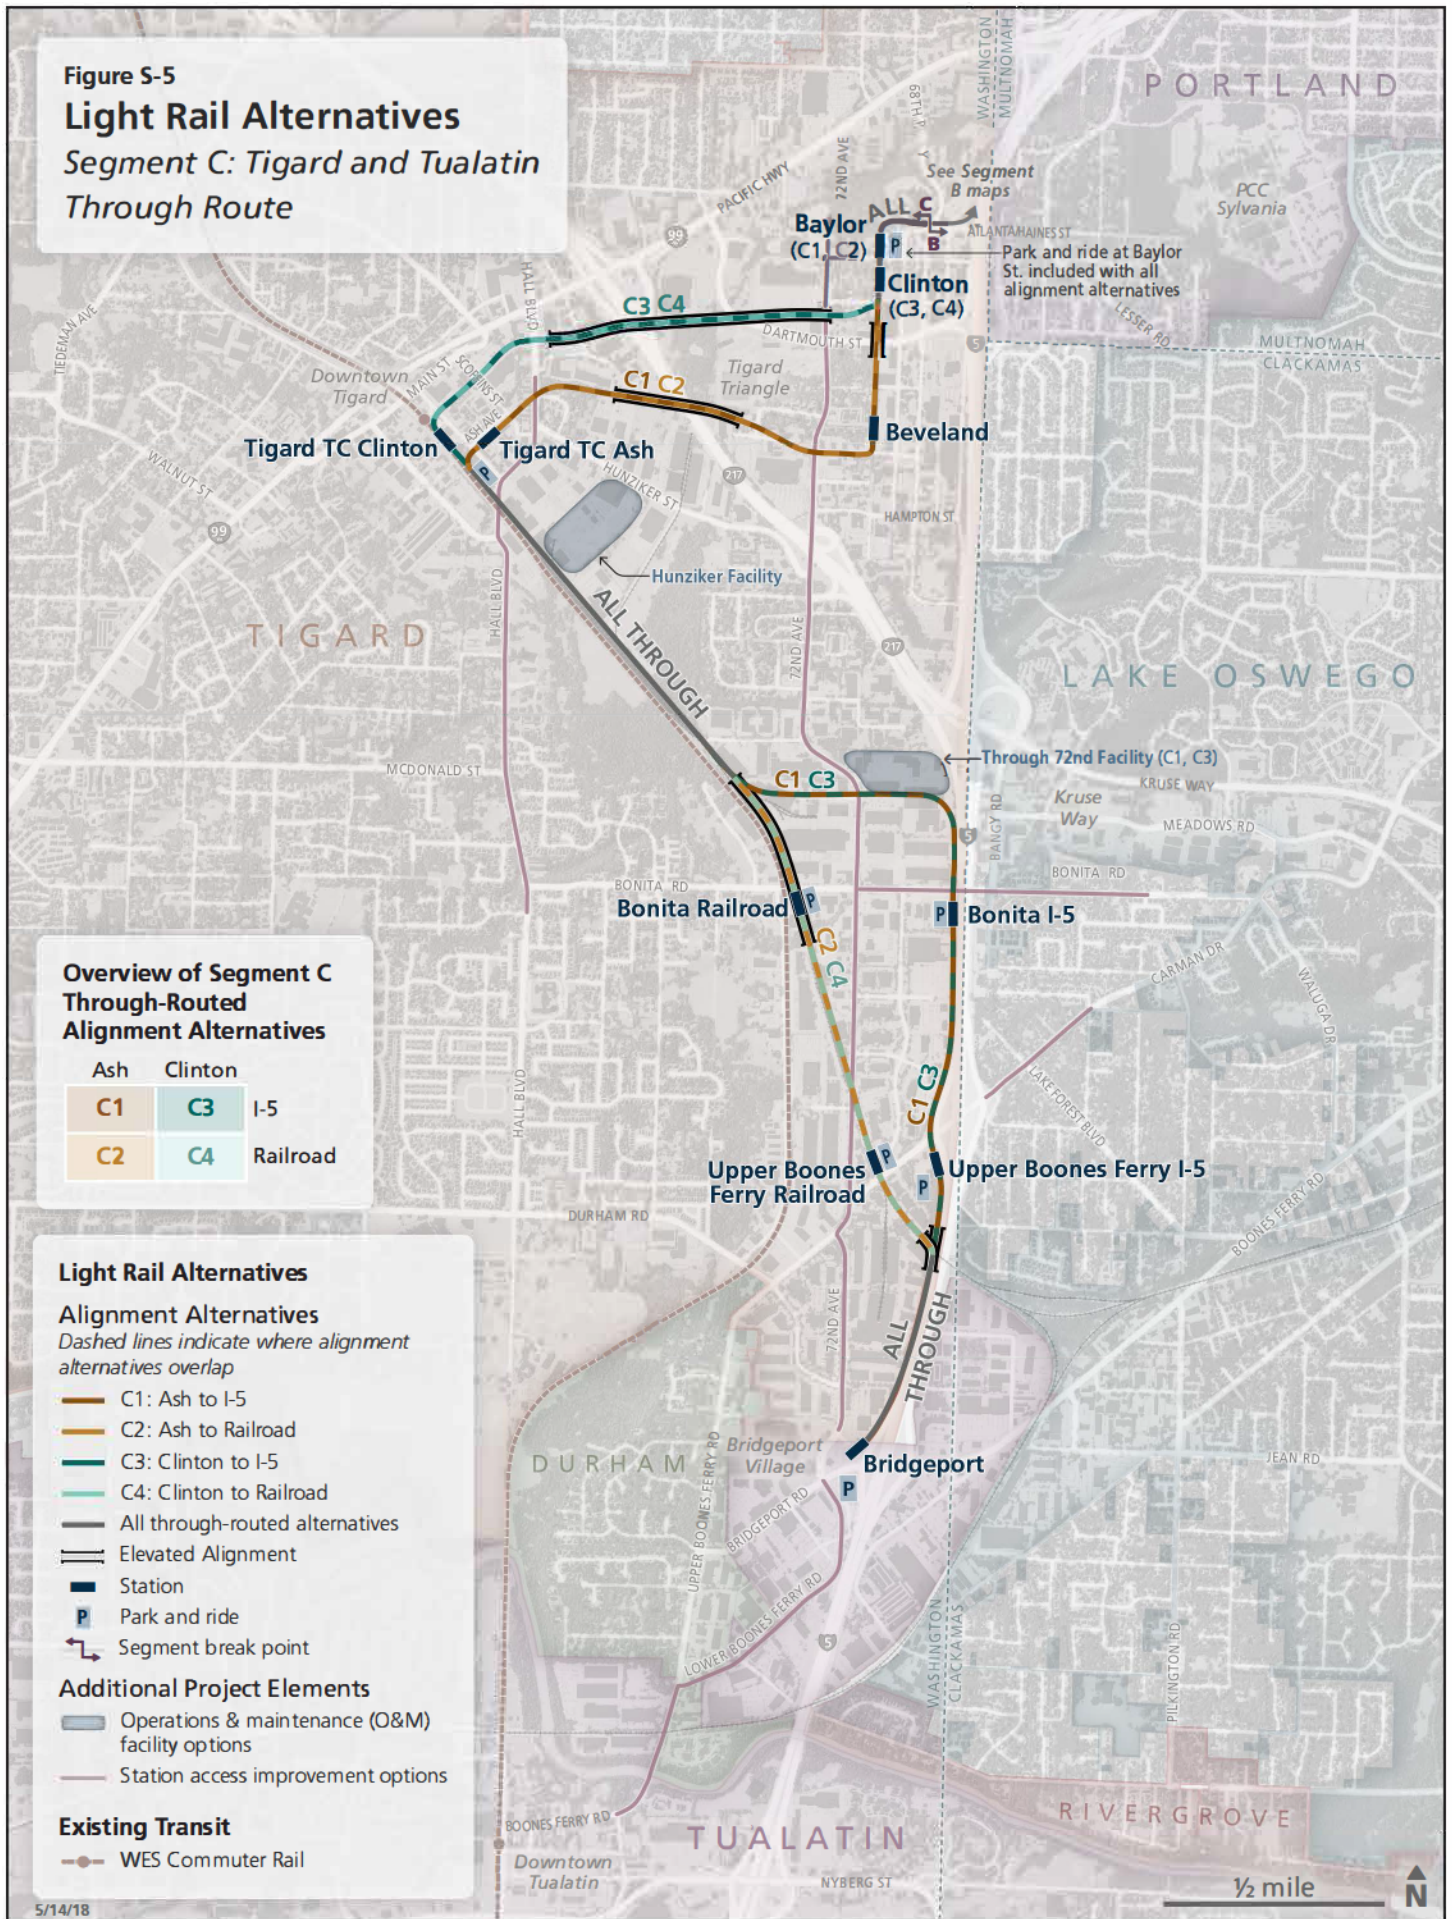 Figure S-5
Light Rail Alternatives
Segment C: Tigard and Tualatin
Through Route
PORTLAND
WASHINGTON
MULTNOMAH
68TH P
Y
72ND AVE
PACIFIC HWY
99
See Segment
B maps
PCC
Sylvania
ALL
C
B
ATLANTA/HAINES ST
Baylor
(C1, C2)
P
Park and ride at Baylor
St. included with all
alignment alternatives
Clinton
(C3, C4)
HALL BLVD
C3 C4
DARTMOUTH ST
LESSER RD
5
MULTNOMAH
CLACKAMAS
TIEDEMAN AVE
Downtown
Tigard
MAIN ST
SCOFFINS ST
ASH AVE
C1 C2
Tigard
Triangle
Beveland
Tigard TC Clinton
Tigard TC Ash
P
WALNUT ST
99
HUNZIKER ST
217
HAMPTON ST
Hunziker Facility
HALL BLVD
TIGARD
ALL THROUGH
72ND AVE
217
LAKE OSWEGO
MCDONALD ST
C1 C3
Through 72nd Facility (C1, C3)
Kruse
Way
KRUSE WAY
MEADOWS RD
BANGY RD
5
BONITA RD
BONITA RD
Bonita Railroad
P
P
Bonita I-5
C2 C4
CARMAN DR
WALUGA DR
Overview of Segment C
Through-Routed
Alignment Alternatives
Ash Clinton
C1 C3 I-5
C2 C4 Railroad
HALL BLVD
C1 C3
LAKE FOREST BLVD
Upper Boones
Ferry Railroad
P
P
Upper Boones Ferry I-5
DURHAM RD
BOONES FERRY RD
72ND AVE
ALL
THROUGH
Bridgeport
Village
Bridgeport
P
DURHAM
UPPER BOONES FERRY RD
BRIDGEPORT RD
JEAN RD
LOWER BOONES FERRY RD
5
WASHINGTON
CLACKAMAS
PILKINGTON RD
RIVERGROVE
BOONES FERRY RD
TUALATIN
Downtown
Tualatin
NYBERG ST
Light Rail Alternatives
Alignment Alternatives
Dashed lines indicate where alignment
alternatives overlap
C1: Ash to I-5
C2: Ash to Railroad
C3: Clinton to I-5
C4: Clinton to Railroad
All through-routed alternatives
Elevated Alignment
Station
P Park and ride
Segment break point
Additional Project Elements
Operations & maintenance (O&M)
facility options
Station access improvement options
Existing Transit
WES Commuter Rail
5/14/18
½ mile
N